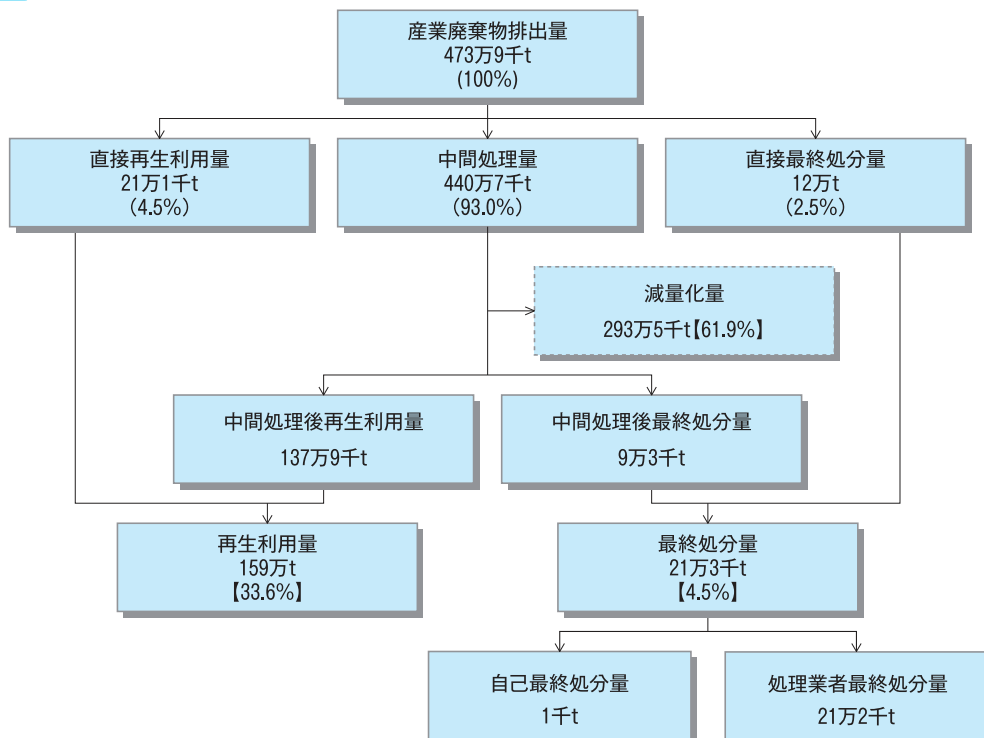 産業廃棄物排出量
473万9千t
(100%)
直接再生利用量
21万1千t
(4.5%)
中間処理量
440万7千t
(93.0%)
直接最終処分量
12万t
(2.5%)
減量化量
293万5千t【61.9%】
中間処理後再生利用量
137万9千t
中間処理後最終処分量
9万3千t
再生利用量
159万t
【33.6%】
最終処分量
21万3千t
【4.5%】
自己最終処分量
1千t
処理業者最終処分量
21万2千t